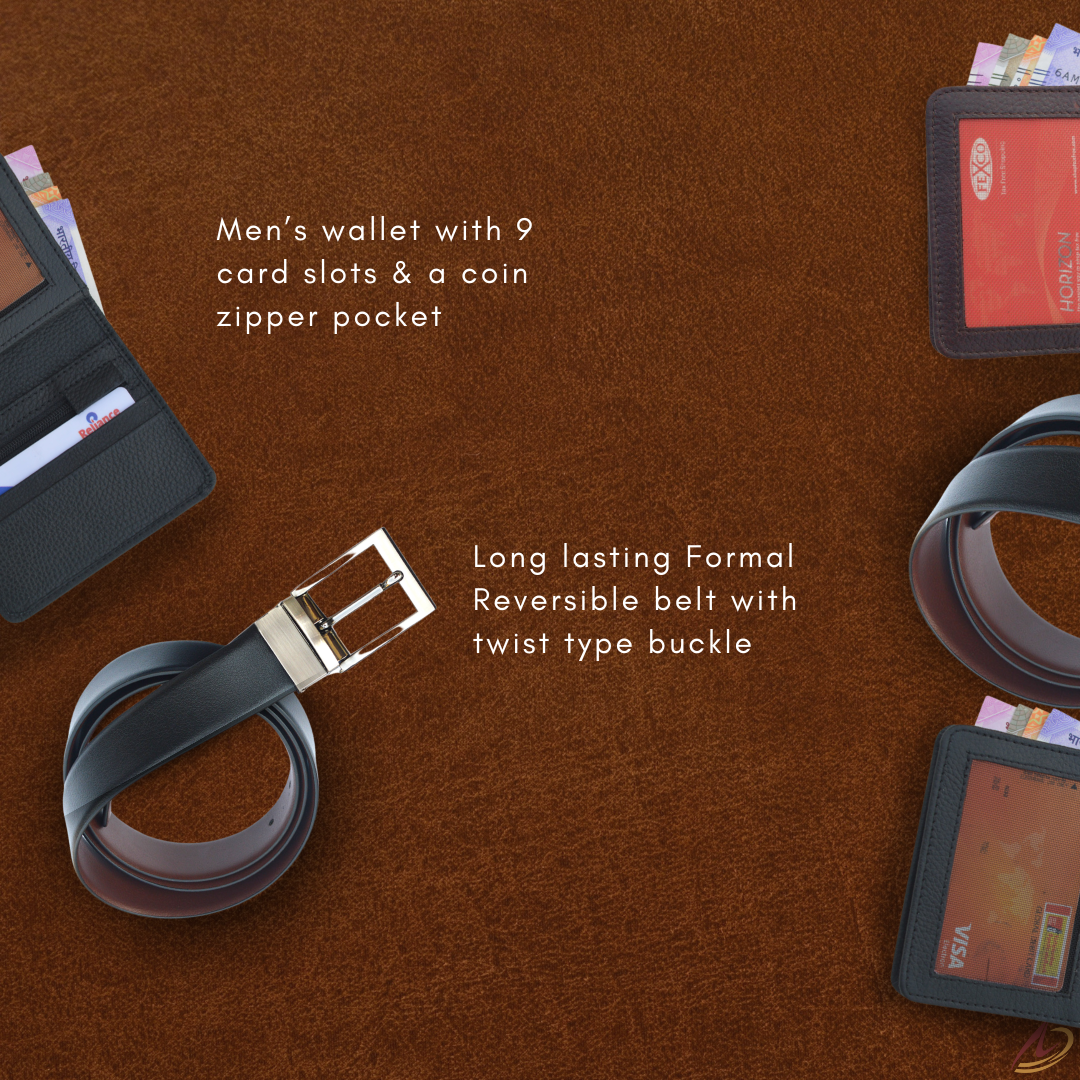 Men’s wallet with 9
card slots & a coin
zipper pocket
Long lasting Formal
Reversible belt with
twist type buckle
Reliance
भारतीय
FEXCO
HORIZON
VISA